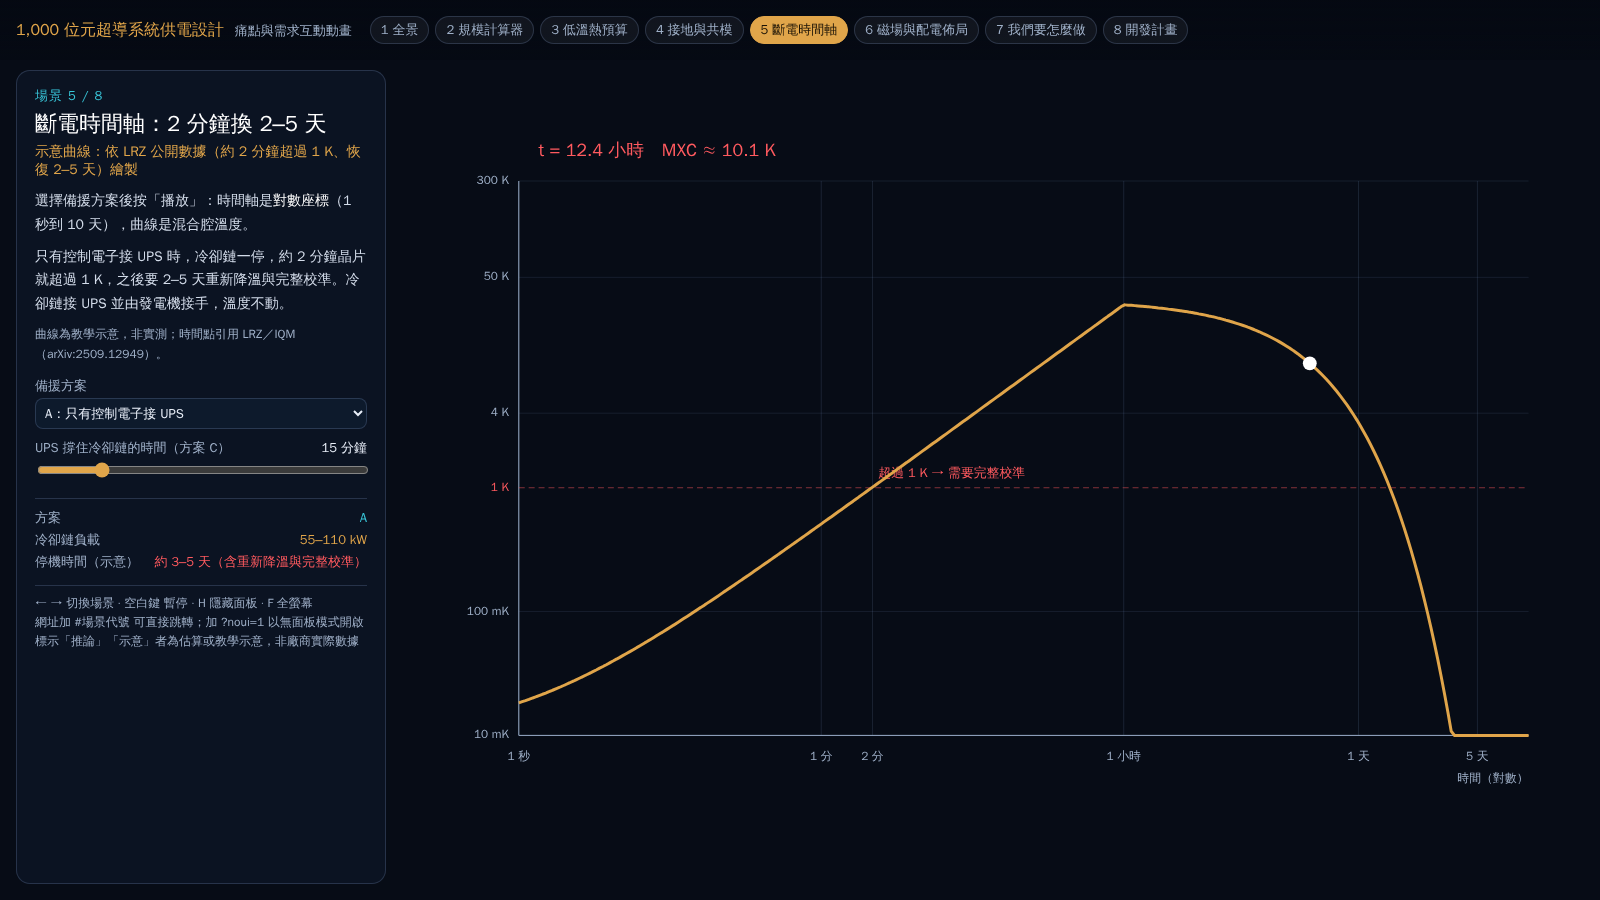 1,000 位元超導系統供電設計 痛點與需求互動動畫 1 全景 2 規模計算器 3 低溫熱預算 4 接地與共模 5 斷電時間軸 6 磁場與配電佈局 7 我們要怎麼做 8 開發計畫
場景 5 / 8
斷電時間軸：2 分鐘換 2–5 天
示意曲線：依 LRZ 公開數據（約 2 分鐘超過 1 K、恢
復 2–5 天）繪製
選擇備援方案後按「播放」：時間軸是對數座標（1
秒到 10 天），曲線是混合腔溫度。
只有控制電子接 UPS 時，冷卻鏈一停，約 2 分鐘晶片
就超過 1 K，之後要 2–5 天重新降溫與完整校準。冷
卻鏈接 UPS 並由發電機接手，溫度不動。
曲線為教學示意，非實測；時間點引用 LRZ／IQM
（arXiv:2509.12949）。
備援方案
A：只有控制電子接 UPS
UPS 撐住冷卻鏈的時間（方案 C） 15 分鐘
方案 A
冷卻鏈負載 55–110 kW
停機時間（示意） 約 3–5 天（含重新降溫與完整校準）
← → 切換場景 · 空白鍵 暫停 · H 隱藏面板 · F 全螢幕
網址加 #場景代號 可直接跳轉；加 ?noui=1 以無面板模式開啟
標示「推論」「示意」者為估算或教學示意，非廠商實際數據
t = 12.4 小時 MXC ≈ 10.1 K
300 K
50 K
4 K
超過 1 K → 需要完整校準
1 K
100 mK
10 mK
1 秒 1 分 2 分 1 小時 1 天 5 天
時間（對數）